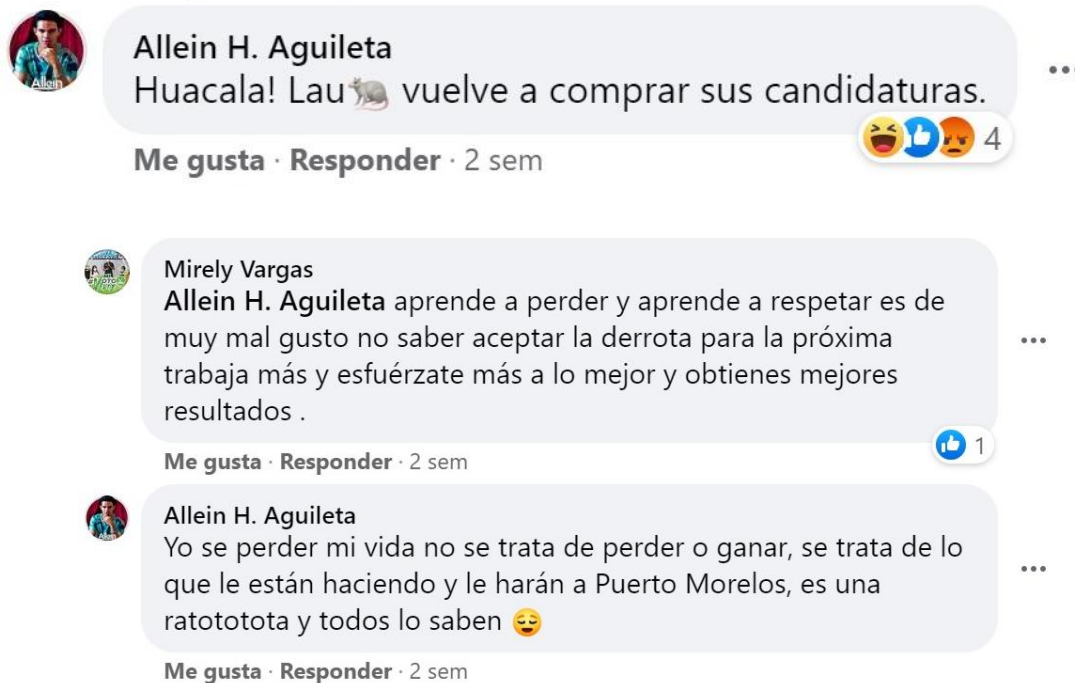 Allein H. Aguileta
Huacala! Lau🐀 vuelve a comprar sus candidaturas.
4
Me gusta · Responder · 2 sem
Mirely Vargas
Allein H. Aguileta aprende a perder y aprende a respetar es de
muy mal gusto no saber aceptar la derrota para la próxima
trabaja más y esfuérzate más a lo mejor y obtienes mejores
resultados .
1
Me gusta · Responder · 2 sem
Allein H. Aguileta
Yo se perder mi vida no se trata de perder o ganar, se trata de lo
que le están haciendo y le harán a Puerto Morelos, es una
ratototota y todos lo saben 😌
Me gusta · Responder · 2 sem